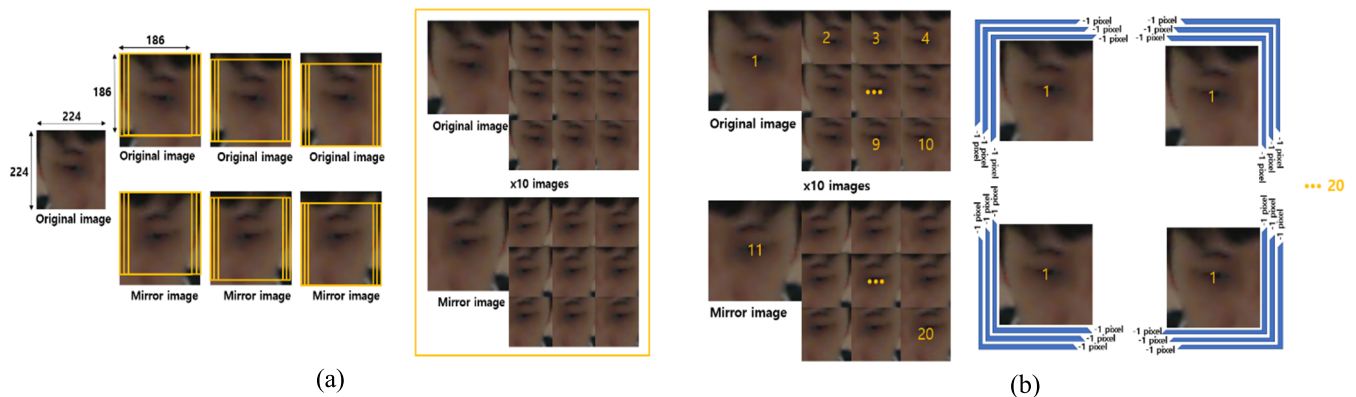 186
186
224
224
Original image
Original image
Original image
Original image
Mirror image
Mirror image
Mirror image
Original image
x10 images
Mirror image
(a)
1
2
3
4
•••
9
10
Original image
x10 images
11
•••
20
Mirror image
-1 pixel
-1 pixel
-1 pixel
1
-1 pixel
-1 pixel
-1 pixel
-1 pixel
-1 pixel
-1 pixel
1
-1 pixel
-1 pixel
-1 pixel
••• 20
-1 pixel
-1 pixel
-1 pixel
1
-1 pixel
-1 pixel
-1 pixel
-1 pixel
-1 pixel
-1 pixel
1
-1 pixel
-1 pixel
-1 pixel
(b)